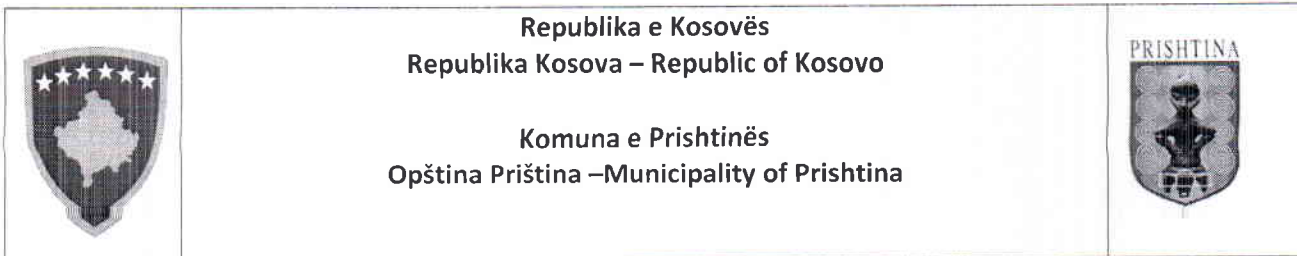 Republika e Kosovës
Republika Kosova – Republic of Kosovo
Komuna e Prishtinës
Opština Priština –Municipality of Prishtina
PRISHTINA